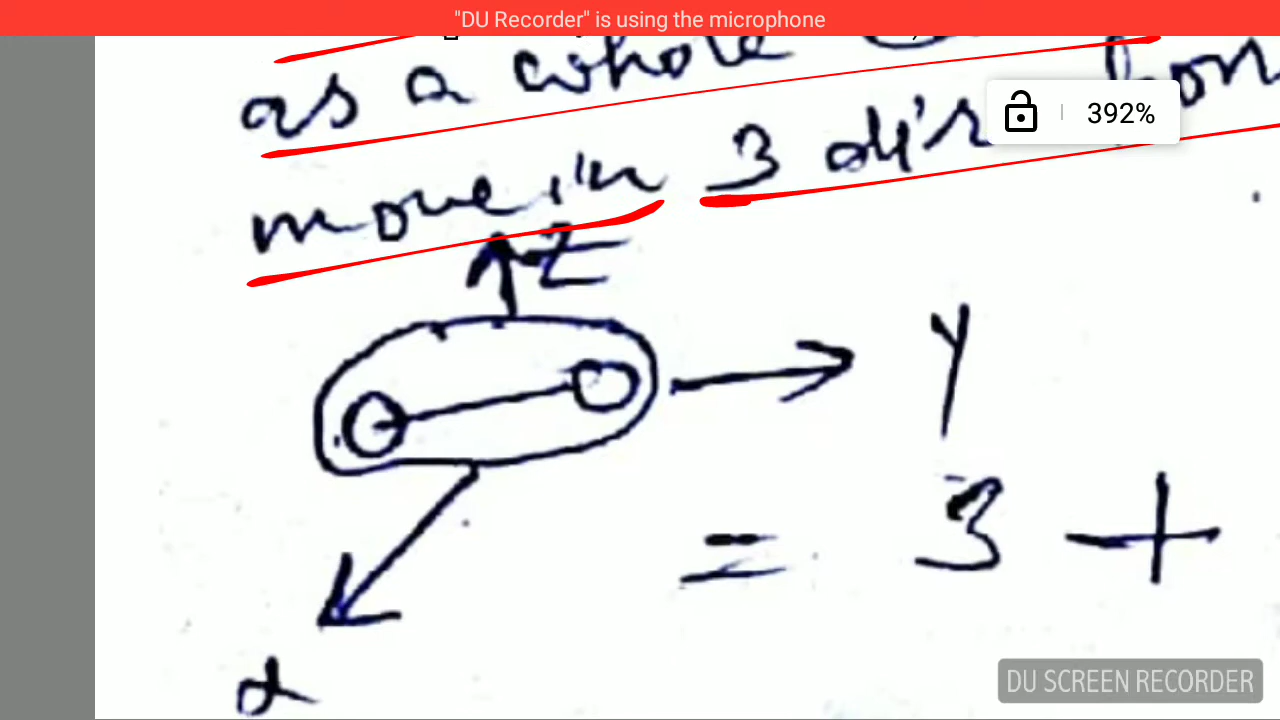 "DU Recorder" is using the microphone
as a whole
392%
move in 3
Z
Y
= 3 +
x
DU SCREEN RECORDER